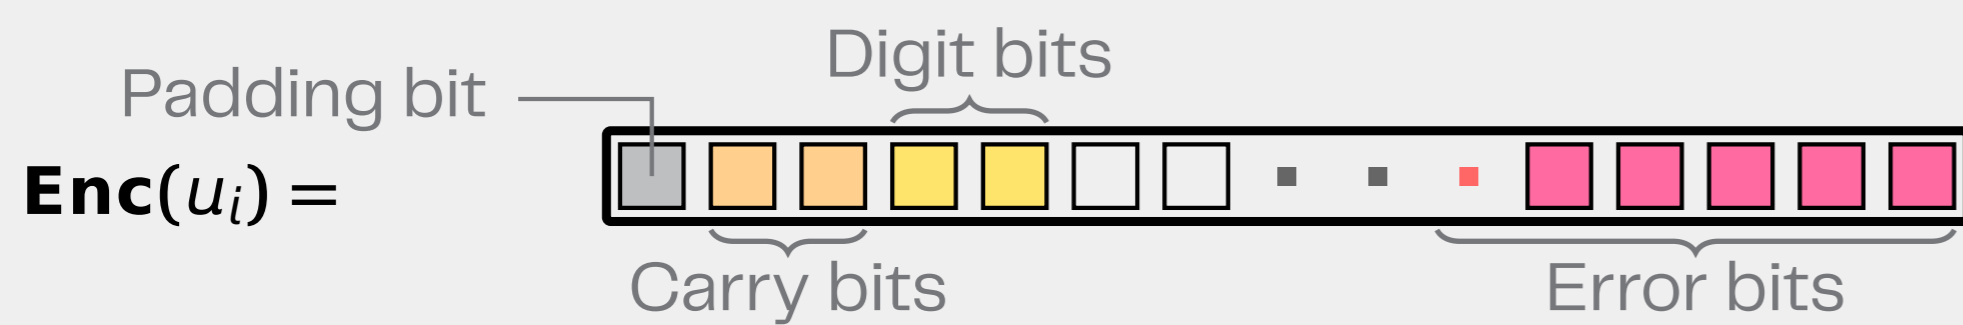 Digit bits
Padding bit
Enc(uᵢ) =
Carry bits
Error bits